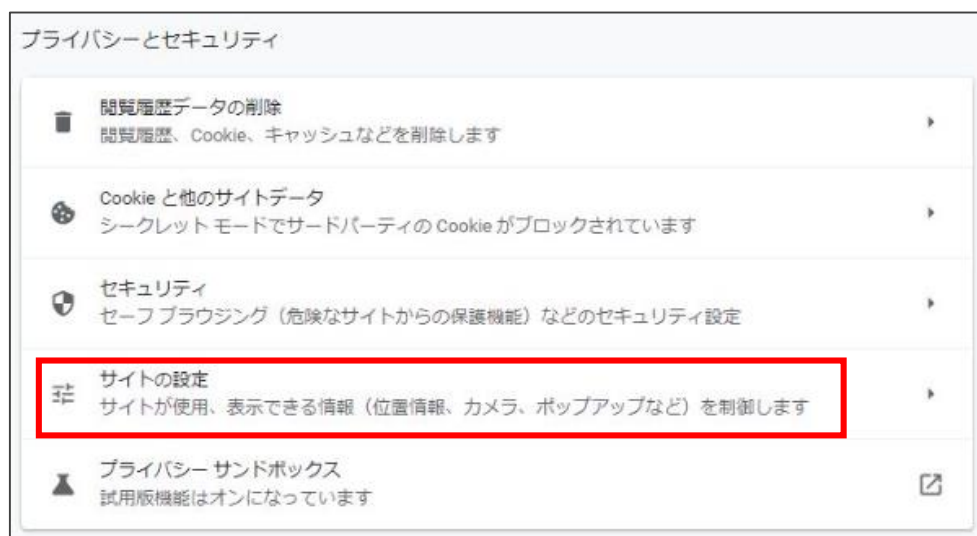 プライバシーとセキュリティ
閲覧履歴データの削除
閲覧履歴、Cookie、キャッシュなどを削除します
Cookie と他のサイトデータ
シークレット モードでサードパーティの Cookie がブロックされています
セキュリティ
セーフ ブラウジング（危険なサイトからの保護機能）などのセキュリティ設定
サイトの設定
サイトが使用、表示できる情報（位置情報、カメラ、ポップアップなど）を制御します
プライバシー サンドボックス
試用版機能はオンになっています